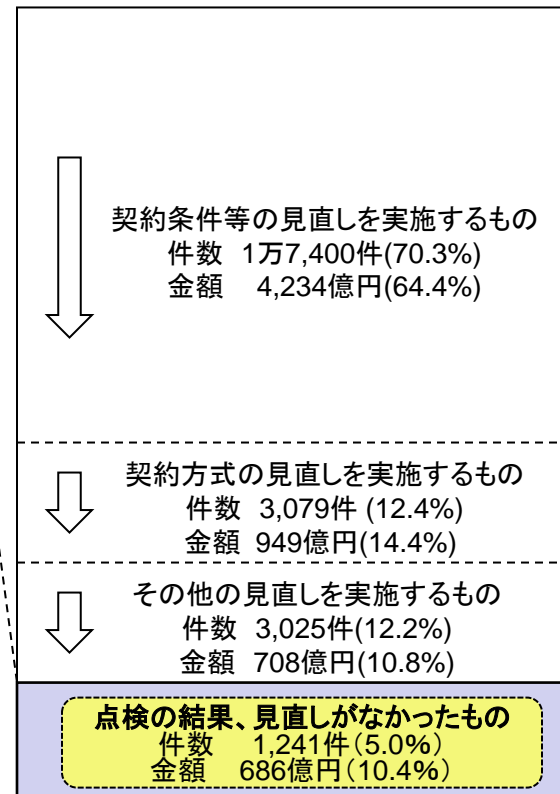 契約条件等の見直しを実施するもの
件数 1万7,400件(70.3%)
金額 4,234億円(64.4%)
契約方式の見直しを実施するもの
件数 3,079件 (12.4%)
金額 949億円(14.4%)
その他の見直しを実施するもの
件数 3,025件(12.2%)
金額 708億円(10.8%)
点検の結果、見直しがなかったもの
件数 1,241件(5.0%)
金額 686億円(10.4%)